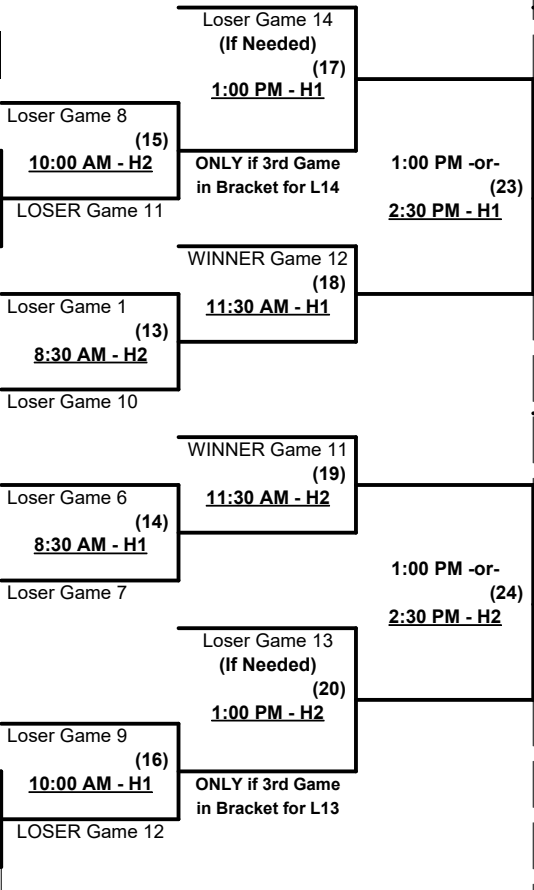 Loser Game 14
(If Needed)
(17)
1:00 PM - H1
Loser Game 8
(15)
10:00 AM - H2
ONLY if 3rd Game
in Bracket for L14
1:00 PM -or-
(23)
2:30 PM - H1
LOSER Game 11
WINNER Game 12
(18)
11:30 AM - H1
Loser Game 1
(13)
8:30 AM - H2
Loser Game 10
WINNER Game 11
(19)
11:30 AM - H2
Loser Game 6
(14)
8:30 AM - H1
Loser Game 7
1:00 PM -or-
(24)
2:30 PM - H2
Loser Game 13
(If Needed)
(20)
1:00 PM - H2
Loser Game 9
(16)
10:00 AM - H1
ONLY if 3rd Game
in Bracket for L13
LOSER Game 12